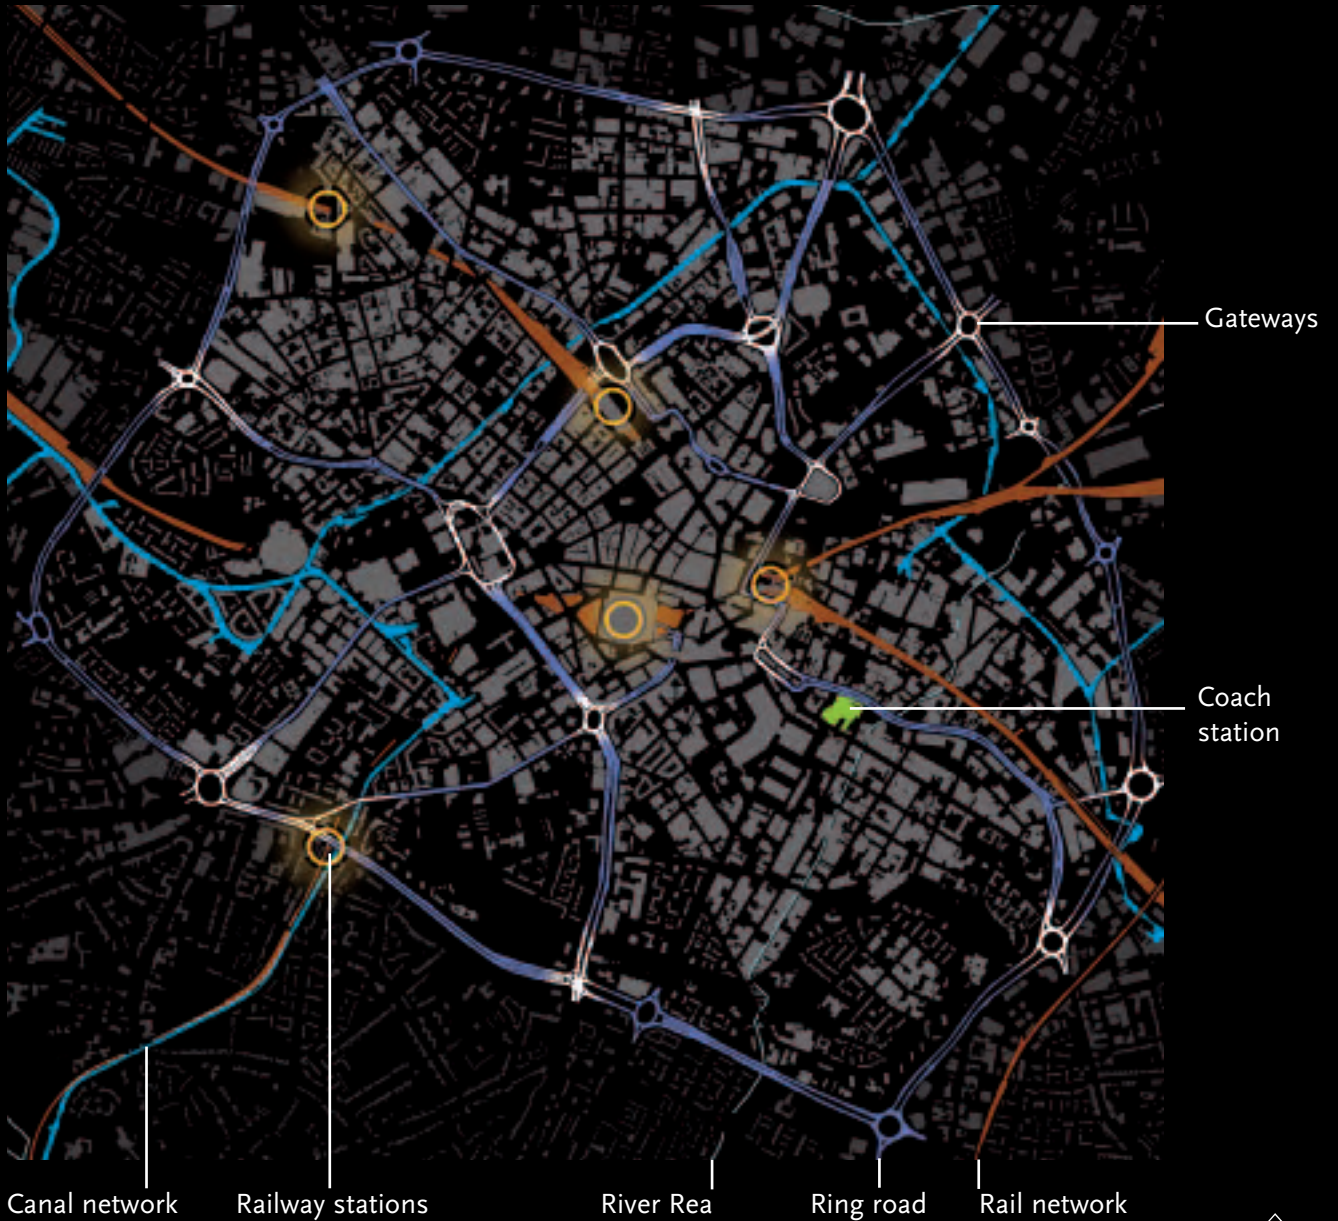 Gateways
Coach
station
Canal network
Railway stations
River Rea
Ring road
Rail network